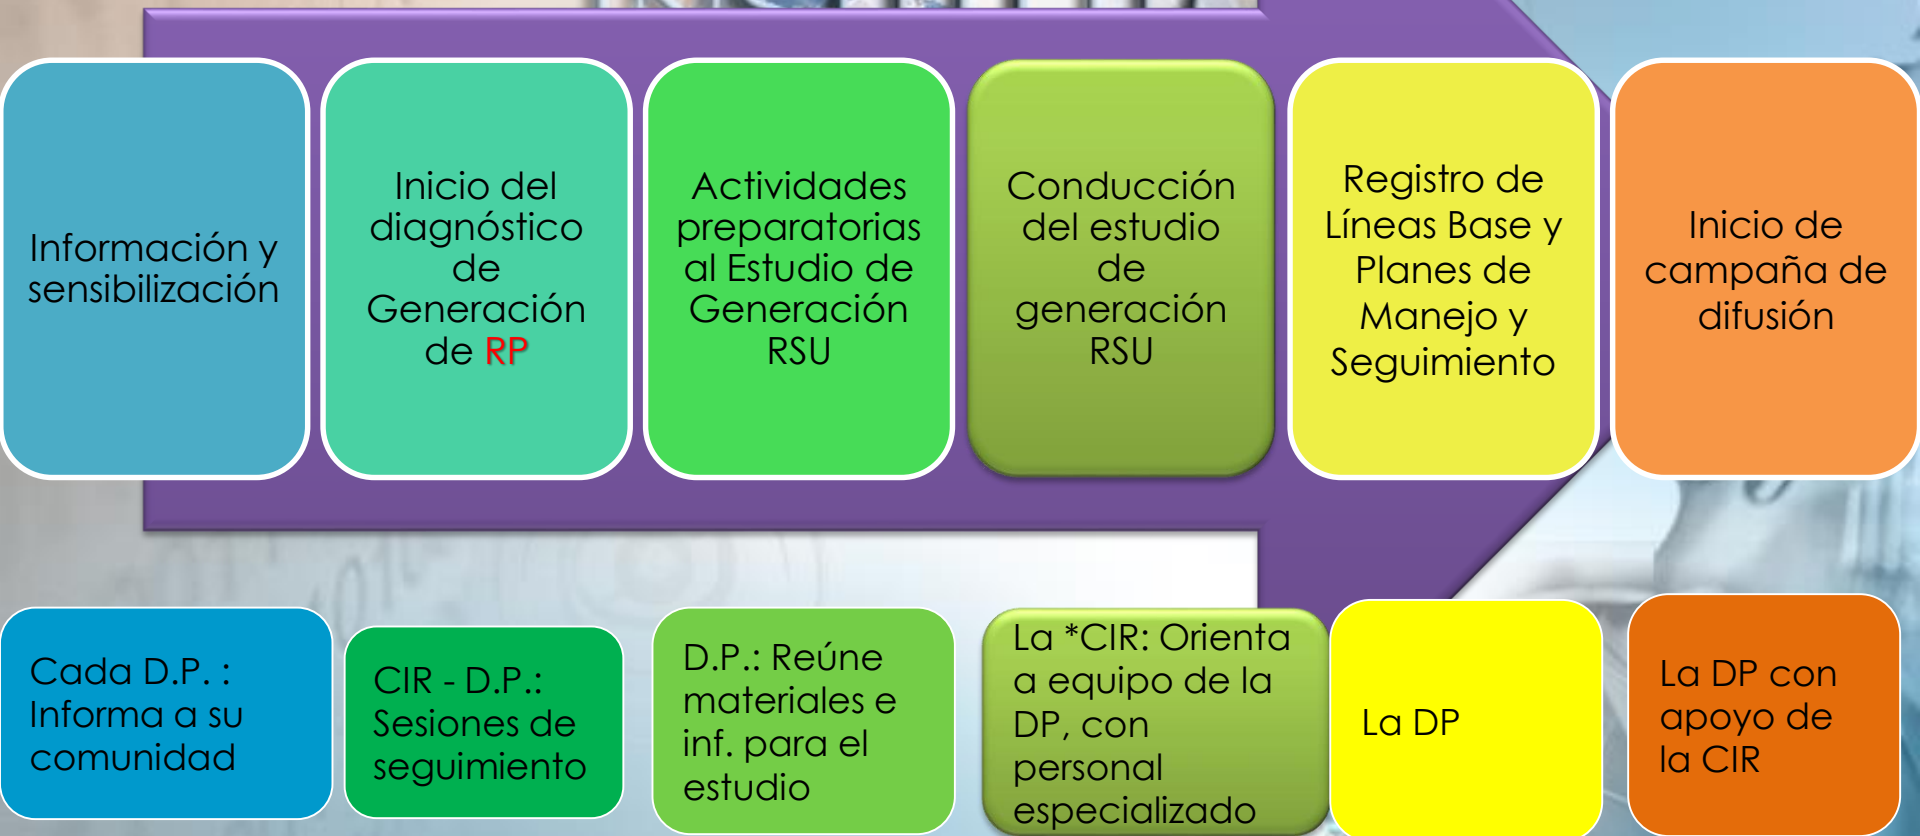 Información y
sensibilización
Inicio del
diagnóstico
de
Generación
de RP
Actividades
preparatorias
al Estudio de
Generación
RSU
Conducción
del estudio
de
generación
RSU
Registro de
Líneas Base y
Planes de
Manejo y
Seguimiento
Inicio de
campaña de
difusión
Cada D.P. :
Informa a su
comunidad
CIR - D.P.:
Sesiones de
seguimiento
D.P.: Reúne
materiales e
inf. para el
estudio
La *CIR: Orienta
a equipo de la
DP, con
personal
especializado
La DP
La DP con
apoyo de
la CIR